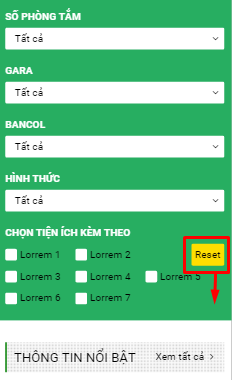 SỐ PHÒNG TẮM
Tất cả
GARA
Tất cả
BANCOL
Tất cả
HÌNH THỨC
Tất cả
CHỌN TIỆN ÍCH KÈM THEO
Lorrem 1 Lorrem 2 Reset
Lorrem 3 Lorrem 4 Lorrem 5
Lorrem 6 Lorrem 7
THÔNG TIN NỔI BẬT Xem tất cả